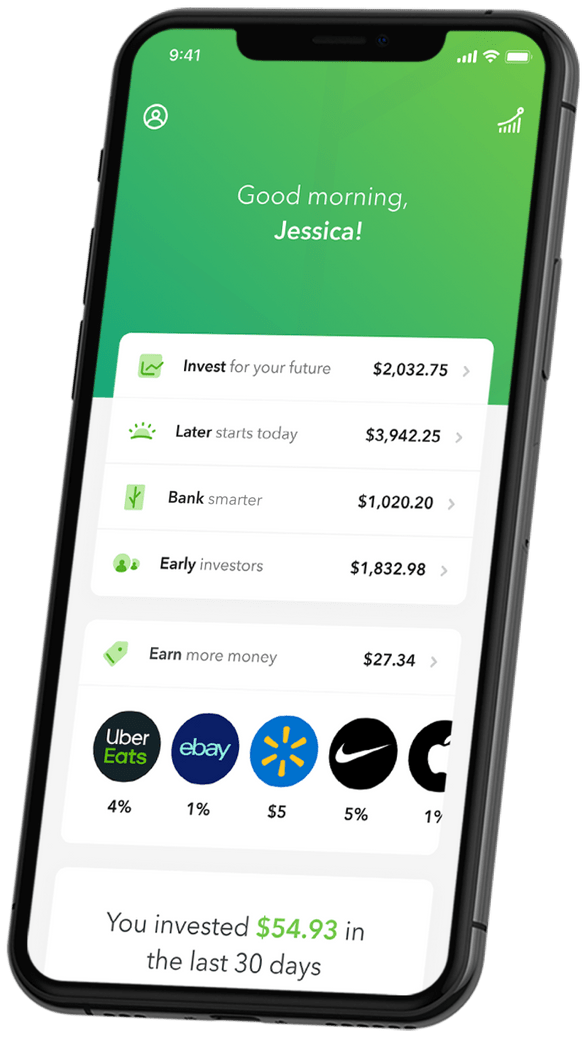 9:41
Good morning,
Jessica!
Invest for your future $2,032.75
Later starts today $3,942.25
Bank smarter $1,020.20
Early investors $1,832.98
Earn more money $27.34
Uber
Eats
ebay
4% 1% $5 5% 1%
You invested $54.93 in
the last 30 days